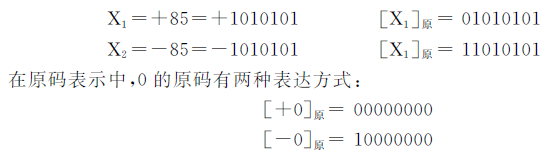 X₁=+85=+1010101 [X₁]原= 01010101
X₂=-85=-1010101 [X₁]原= 11010101
在原码表示中,0 的原码有两种表达方式:
[+0]原= 00000000
[-0]原= 10000000